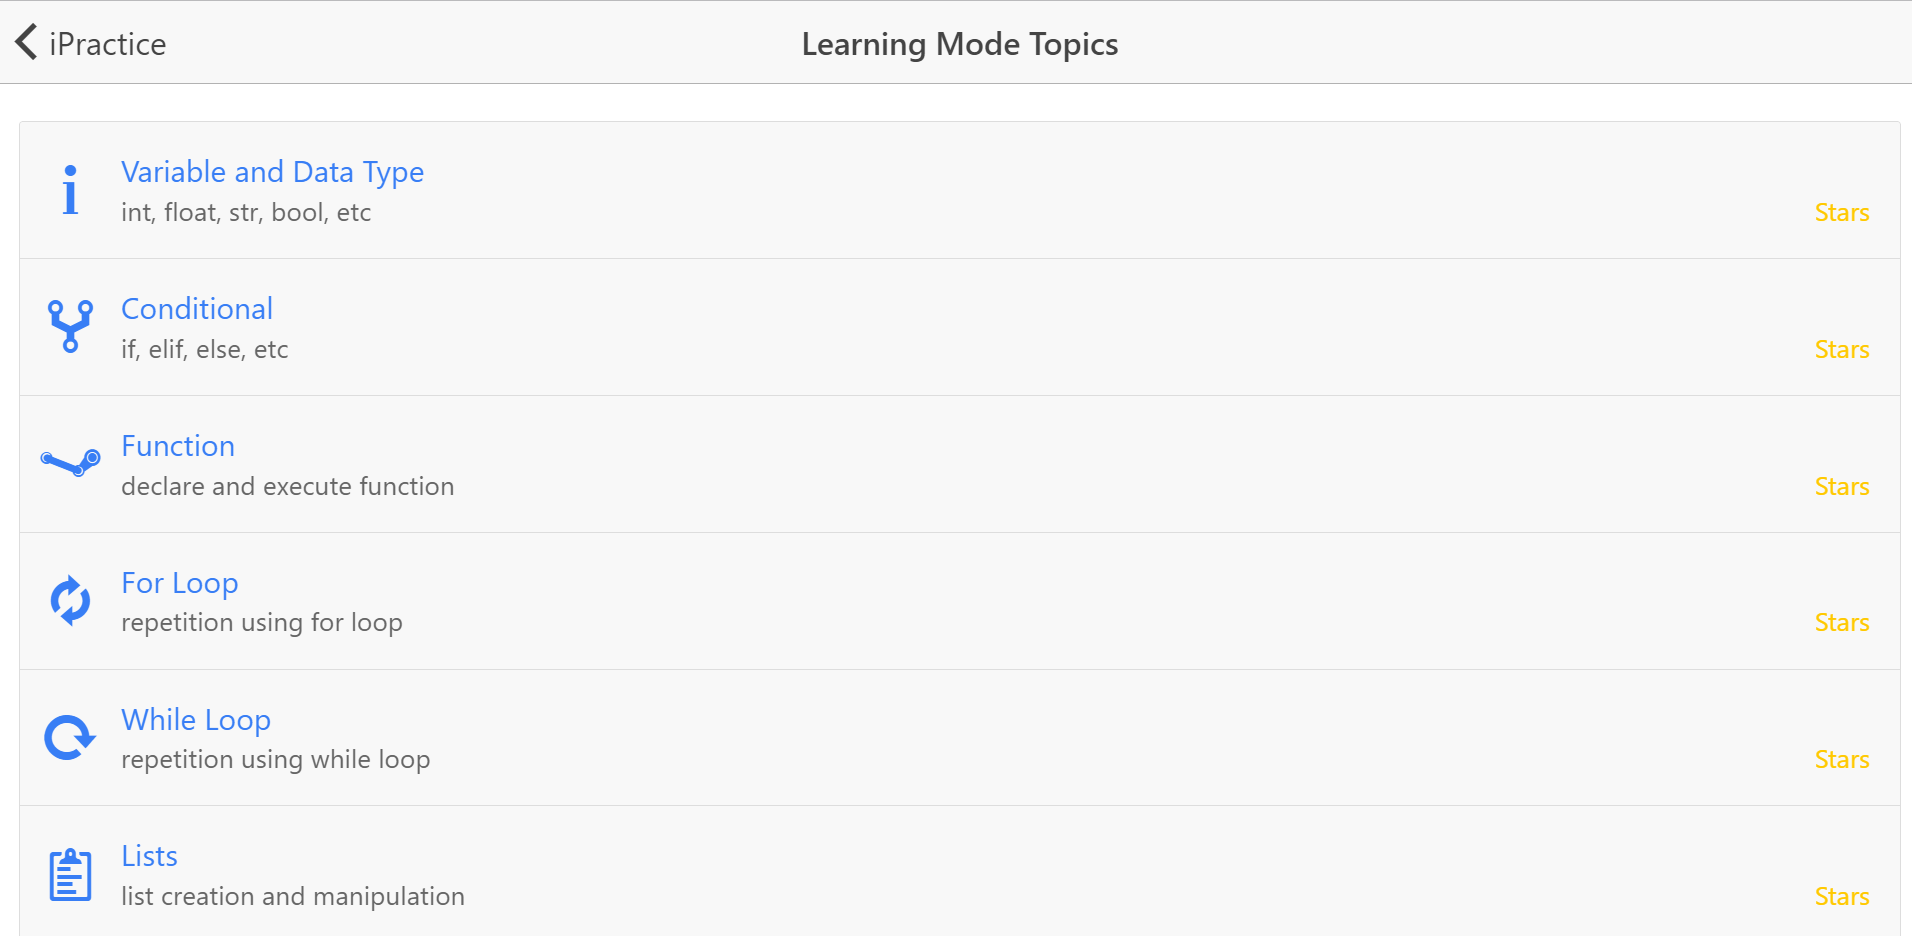 iPractice
Learning Mode Topics
Variable and Data Type
int, float, str, bool, etc
Stars
Conditional
if, elif, else, etc
Stars
Function
declare and execute function
Stars
For Loop
repetition using for loop
Stars
While Loop
repetition using while loop
Stars
Lists
list creation and manipulation
Stars